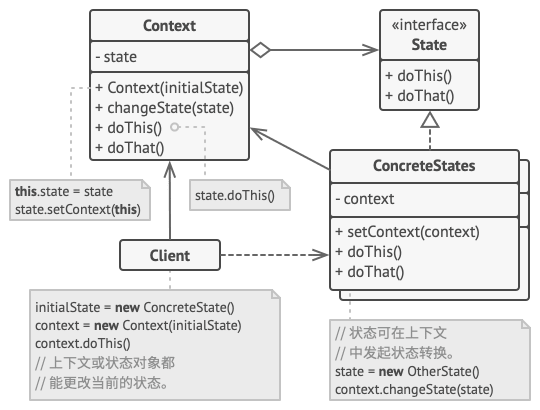 Context
- state
+ Context(initialState)
+ changeState(state)
+ doThis()
+ doThat()
«interface»
State
+ doThis()
+ doThat()
this.state = state
state.setContext(this)
state.doThis()
ConcreteStates
- context
+ setContext(context)
+ doThis()
+ doThat()
Client
initialState = new ConcreteState()
context = new Context(initialState)
context.doThis()
// 上下文或状态对象都
// 能更改当前的状态。
// 状态可在上下文
// 中发起状态转换。
state = new OtherState()
context.changeState(state)